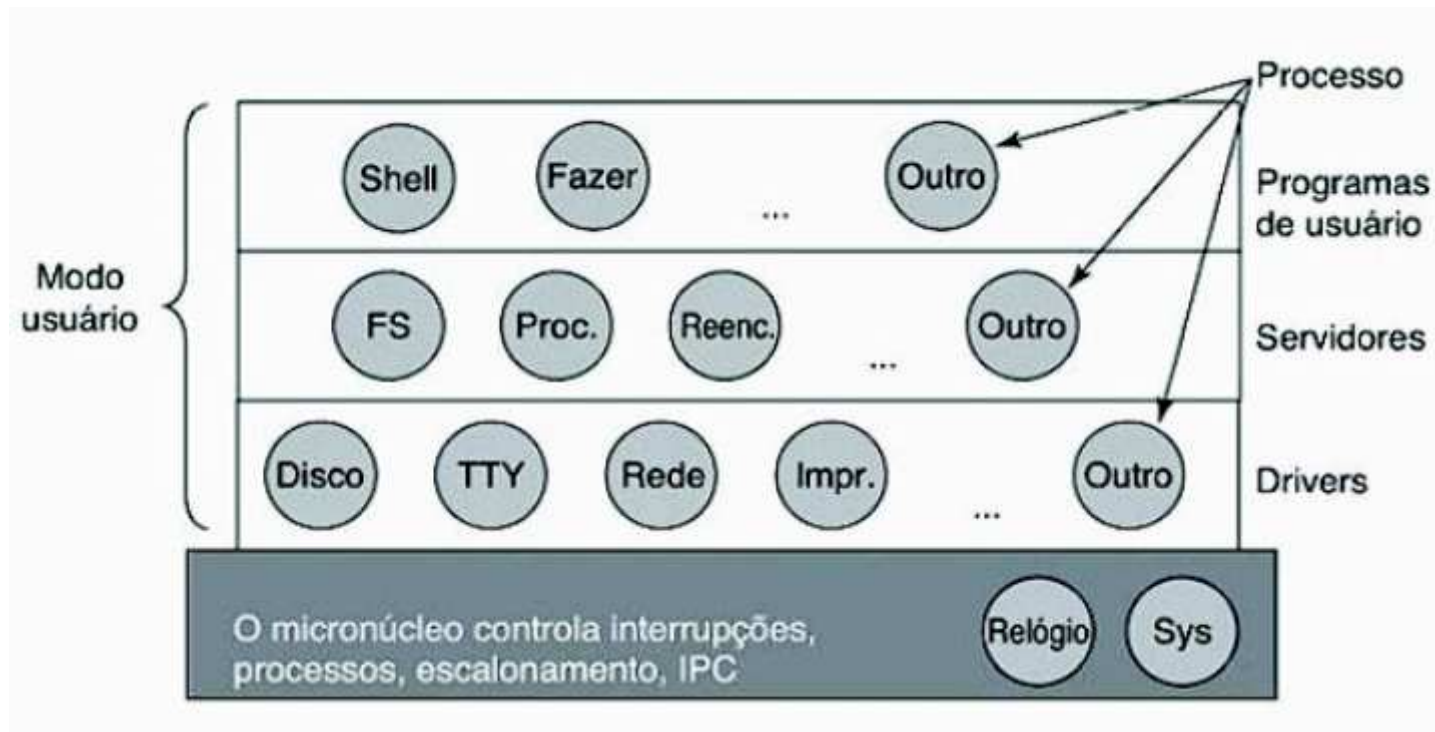 Processo
Shell
Fazer
...
Outro
Programas
de usuário
Modo
usuário
FS
Proc.
Reenc.
...
Outro
Servidores
Disco
TTY
Rede
Impr.
...
Outro
Drivers
O micronúcleo controla interrupções,
processos, escalonamento, IPC
Relógio
Sys